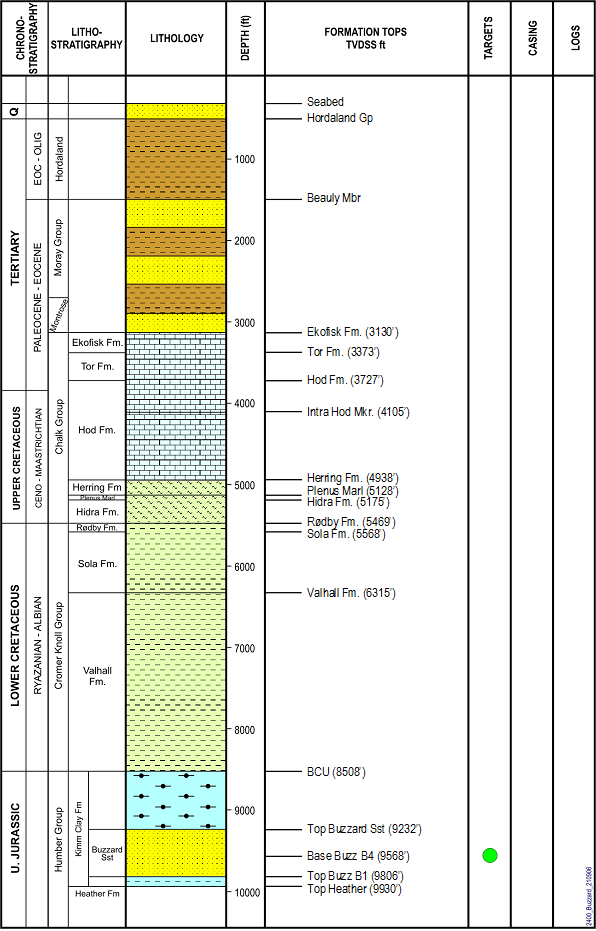 CHRONO-
STRATIGRAPHY
LITHO-
STRATIGRAPHY
LITHOLOGY
DEPTH (ft)
FORMATION TOPS
TVDSS ft
TARGETS
CASING
LOGS
Q
TERTIARY
UPPER CRETACEOUS
LOWER CRETACEOUS
U. JURASSIC
EOC - OLIG
PALEOCENE - EOCENE
CENO - MAASTRICHTIAN
RYAZANIAN - ALBIAN
Hordaland
Moray Group
Montrose
Chalk Group
Cromer Knoll Group
Humber Group
Kimm Clay Fm
Ekofisk Fm.
Tor Fm.
Hod Fm.
Herring Fm
Plenus Marl
Hidra Fm.
Rødby Fm.
Sola Fm.
Valhall
Fm.
Buzzard
Sst
Heather Fm
1000
2000
3000
4000
5000
6000
7000
8000
9000
10000
Seabed
Hordaland Gp
Beauly Mbr
Ekofisk Fm. (3130')
Tor Fm. (3373')
Hod Fm. (3727')
Intra Hod Mkr. (4105')
Herring Fm. (4938')
Plenus Marl (5128')
Hidra Fm. (5175')
Rødby Fm. (5469')
Sola Fm. (5568')
Valhall Fm. (6315')
BCU (8508')
Top Buzzard Sst (9232')
Base Buzz B4 (9568')
Top Buzz B1 (9806')
Top Heather (9930')
2400_Buzzard_210906